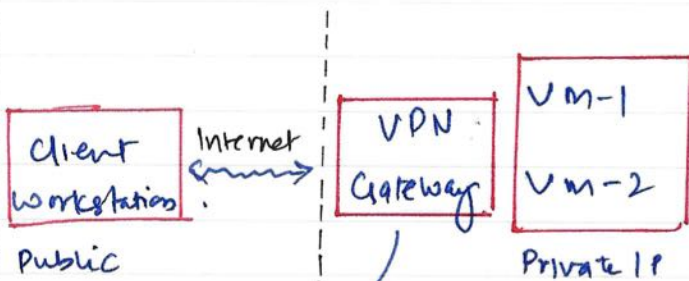 Client
Workstation
Public
Internet
VPN
Gateway
Vm-1
Vm-2
Private IP